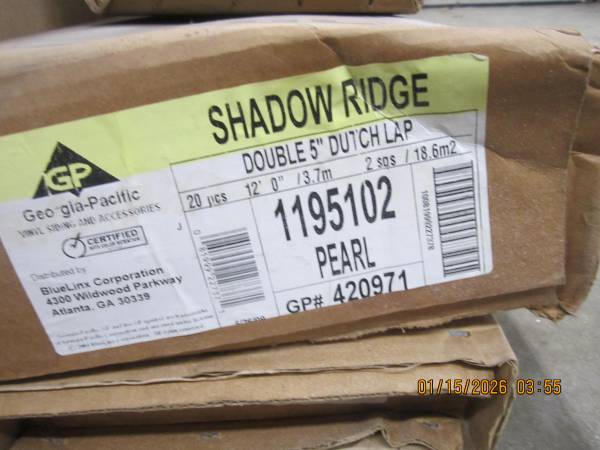 SHADOW RIDGE
DOUBLE 5" DUTCH LAP
20 pcs 12' 0" / 3.7m 2 sqs / 18.6m2
GP
Georgia-Pacific
VINYL SIDING AND ACCESSORIES
CERTIFIED
Distributed by
BlueLinx Corporation
4300 Wildwood Parkway
Atlanta, GA 30339
1195102
PEARL
GP# 420971
01/15/2026 03:55